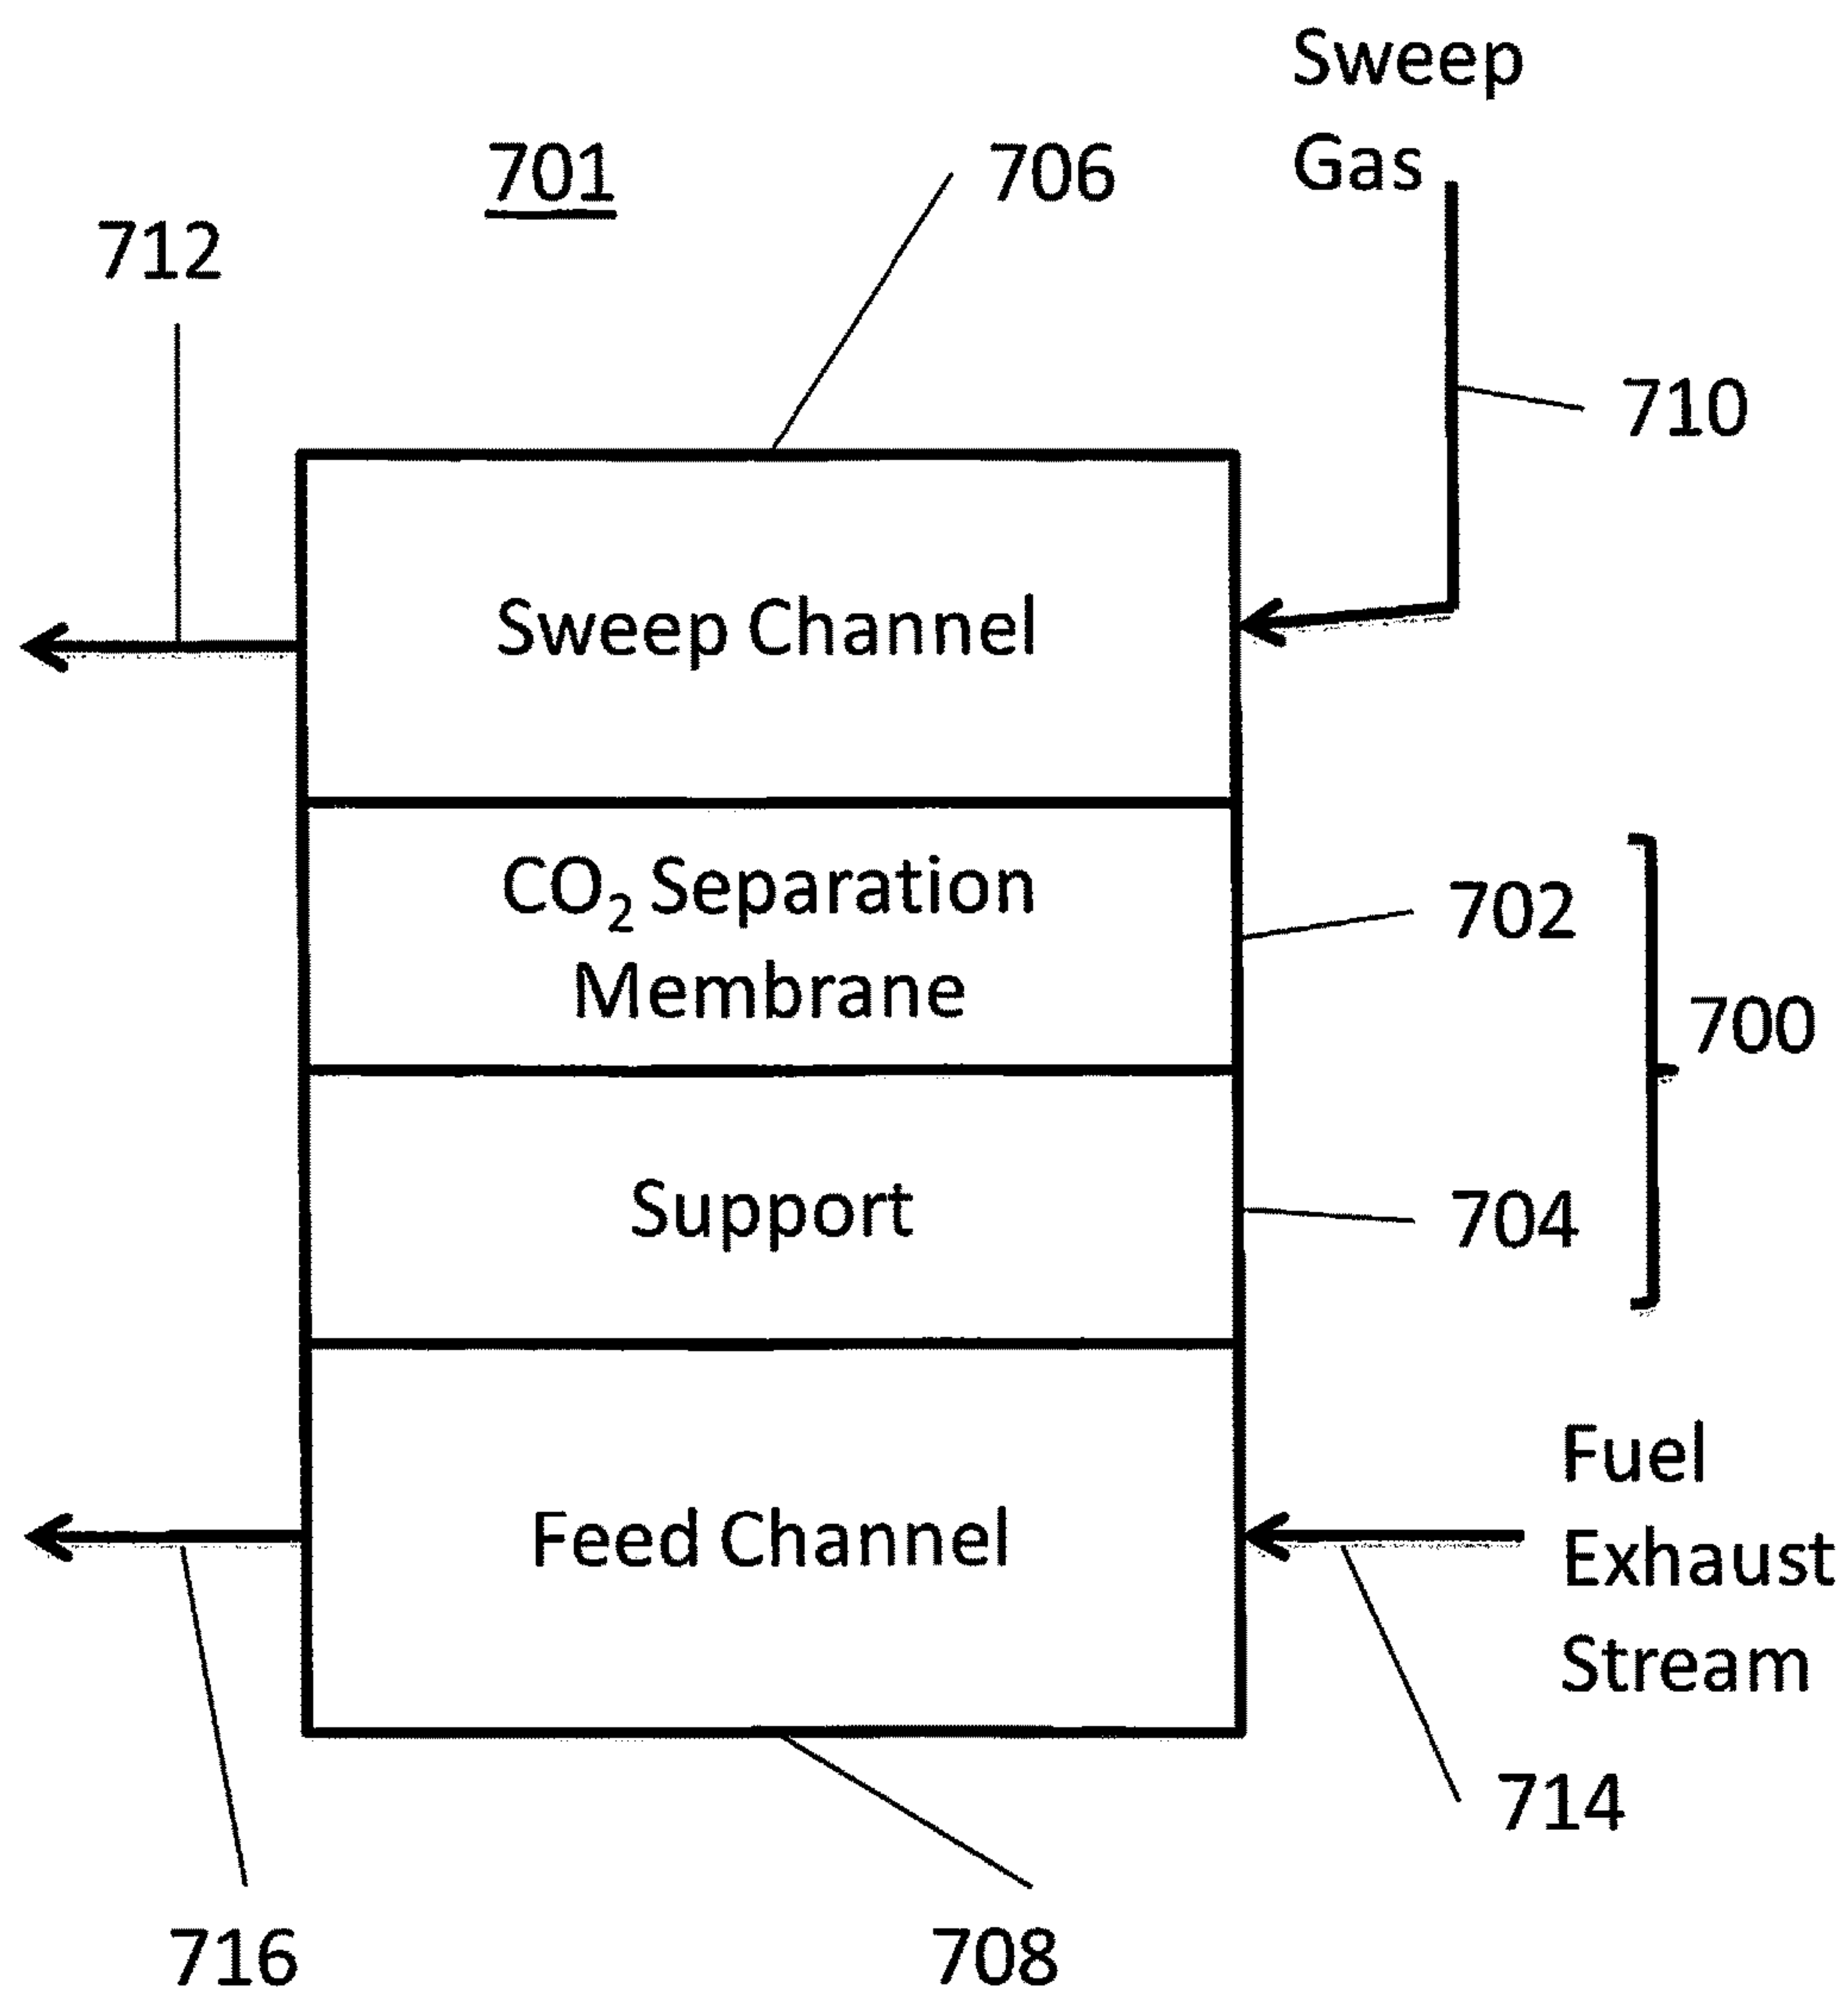 Sweep
Gas
701
706
712
710
Sweep Channel
CO₂ Separation
Membrane
702
700
Support
704
Feed Channel
Fuel
Exhaust
Stream
714
716
708